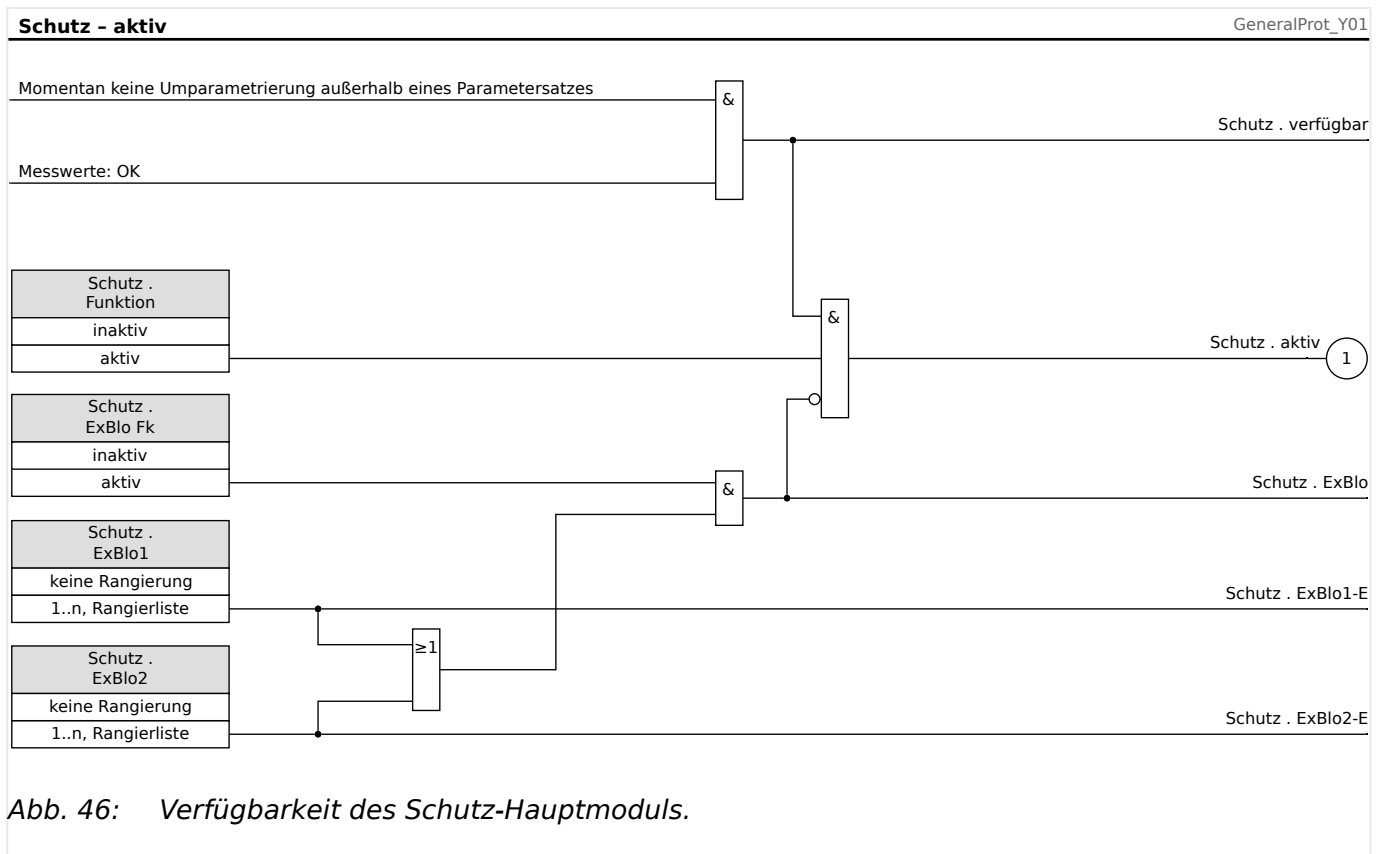 Schutz – aktiv
GeneralProt_Y01
Momentan keine Umparametrierung außerhalb eines Parametersatzes
&
Schutz . verfügbar
Messwerte: OK
Schutz .
Funktion
inaktiv
aktiv
&
Schutz . aktiv
1
Schutz .
ExBlo Fk
inaktiv
aktiv
&
Schutz . ExBlo
Schutz .
ExBlo1
keine Rangierung
1..n, Rangierliste
Schutz . ExBlo1-E
≥1
Schutz .
ExBlo2
keine Rangierung
1..n, Rangierliste
Schutz . ExBlo2-E
Abb. 46: Verfügbarkeit des Schutz-Hauptmoduls.